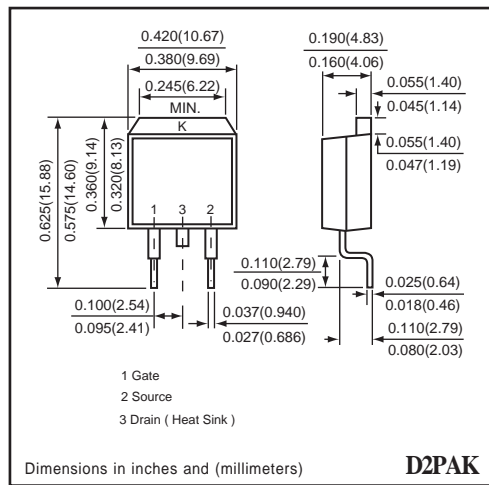 0.420(10.67)
0.380(9.69)
0.245(6.22)
MIN.
K
0.625(15.88)
0.575(14.60)
0.360(9.14)
0.320(8.13)
1 3 2
0.100(2.54)
0.095(2.41)
0.037(0.940)
0.027(0.686)
0.190(4.83)
0.160(4.06)
0.055(1.40)
0.045(1.14)
0.055(1.40)
0.047(1.19)
0.110(2.79)
0.090(2.29)
0.025(0.64)
0.018(0.46)
0.110(2.79)
0.080(2.03)
1 Gate
2 Source
3 Drain ( Heat Sink )
Dimensions in inches and (millimeters)
D2PAK